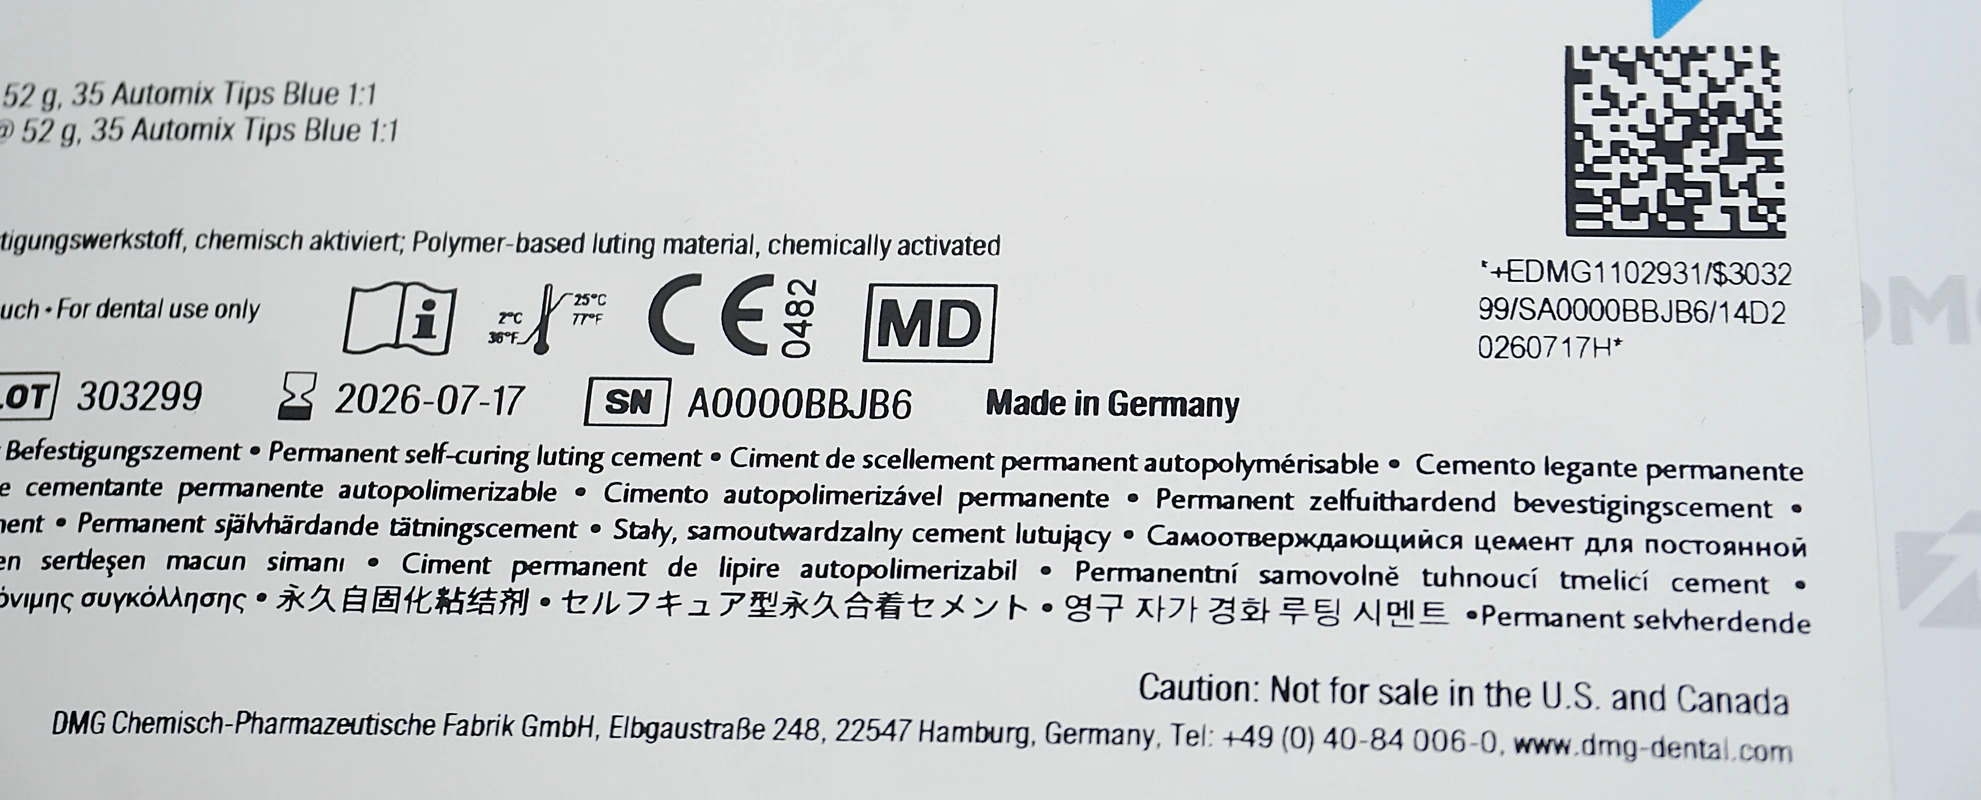 52 g, 35 Automix Tips Blue 1:1
@ 52 g, 35 Automix Tips Blue 1:1
tigungswerkstoff, chemisch aktiviert; Polymer-based luting material, chemically activated
uch • For dental use only
i
2°C
36°F
25°C
77°F
CE
0482
MD
*+EDMG1102931/$3032
99/SA0000BBJB6/14D2
0260717H*
LOT 303299 2026-07-17 SN A0000BBJB6 Made in Germany
Befestigungszement • Permanent self-curing luting cement • Ciment de scellement permanent autopolymérisable • Cemento legante permanente
e cementante permanente autopolimerizable • Cimento autopolimerizável permanente • Permanent zelfuithardend bevestigingscement •
nent • Permanent självhärdande tätningscement • Stały, samoutwardzalny cement lutujący • Самоотверждающийся цемент для постоянной
en sertleşen macun simanı • Ciment permanent de lipire autopolimerizabil • Permanentní samovolně tuhnoucí tmelicí cement •
όνιμης συγκόλλησης • 永久自固化粘结剂 • セルフキュア型永久合着セメント • 영구 자가 경화 루팅 시멘트 •Permanent selvherdende
Caution: Not for sale in the U.S. and Canada
DMG Chemisch-Pharmazeutische Fabrik GmbH, Elbgaustraße 248, 22547 Hamburg, Germany, Tel: +49 (0) 40-84 006-0, www.dmg-dental.com
DM